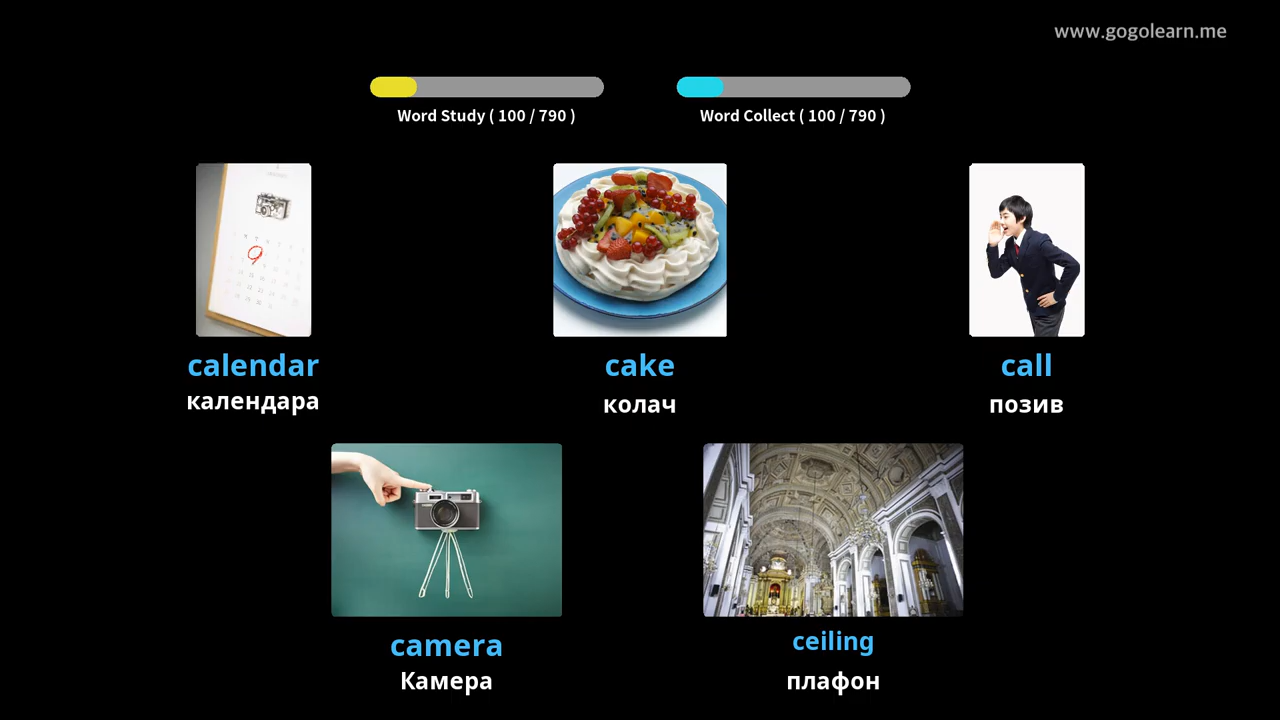 www.gogolearn.me
Word Study ( 100 / 790 )
Word Collect ( 100 / 790 )
calendar
календара
cake
колач
call
позив
camera
Камера
ceiling
плафон